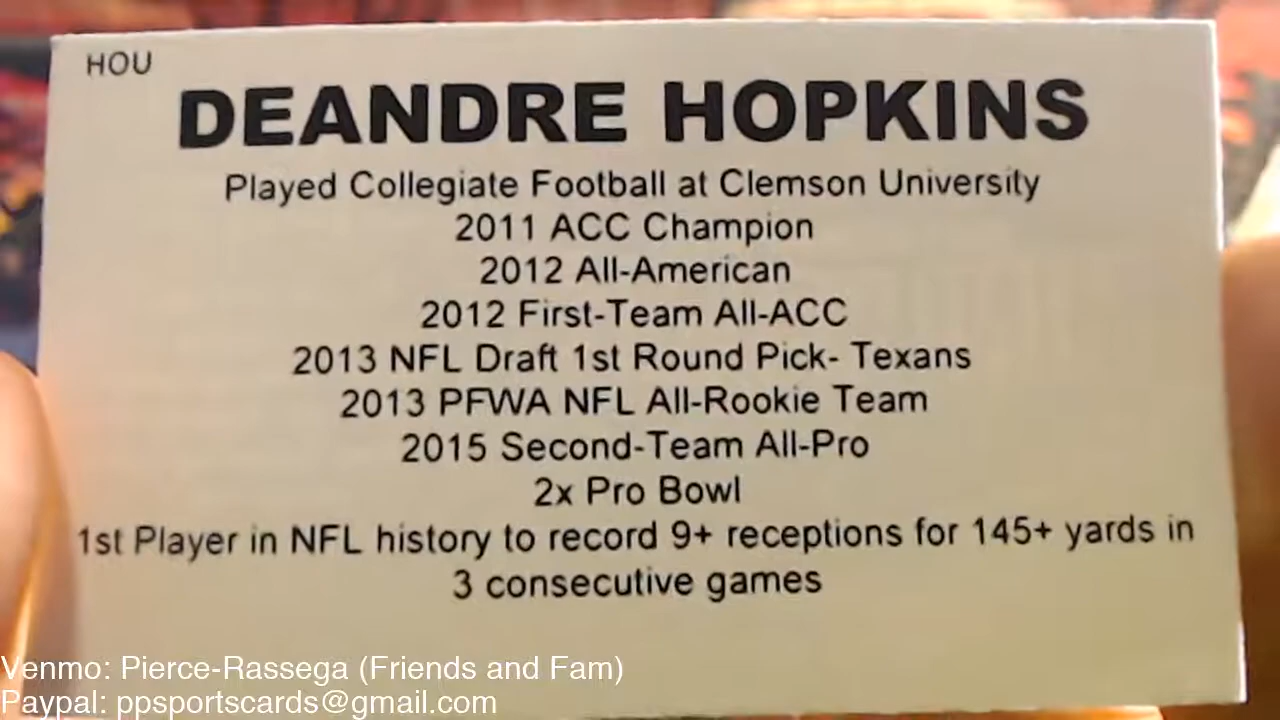 HOU
DEANDRE HOPKINS
Played Collegiate Football at Clemson University
2011 ACC Champion
2012 All-American
2012 First-Team All-ACC
2013 NFL Draft 1st Round Pick- Texans
2013 PFWA NFL All-Rookie Team
2015 Second-Team All-Pro
2x Pro Bowl
1st Player in NFL history to record 9+ receptions for 145+ yards in
3 consecutive games
Venmo: Pierce-Rassega (Friends and Fam)
Paypal: ppsportscards@gmail.com